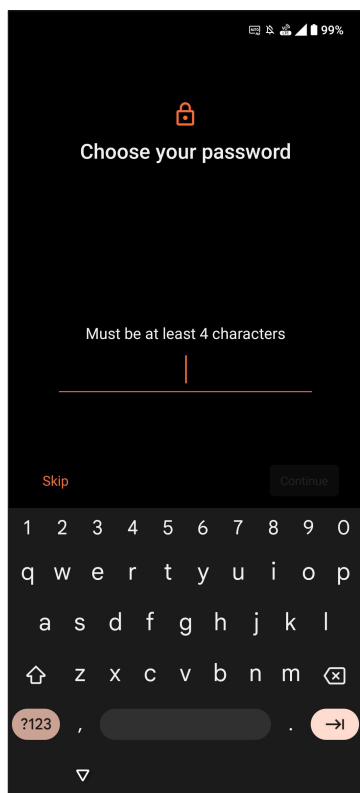 99%
Choose your password
Must be at least 4 characters
Skip Continue
1 2 3 4 5 6 7 8 9 0
q w e r t y u i o p
a s d f g h j k l
z x c v b n m
?123 , .